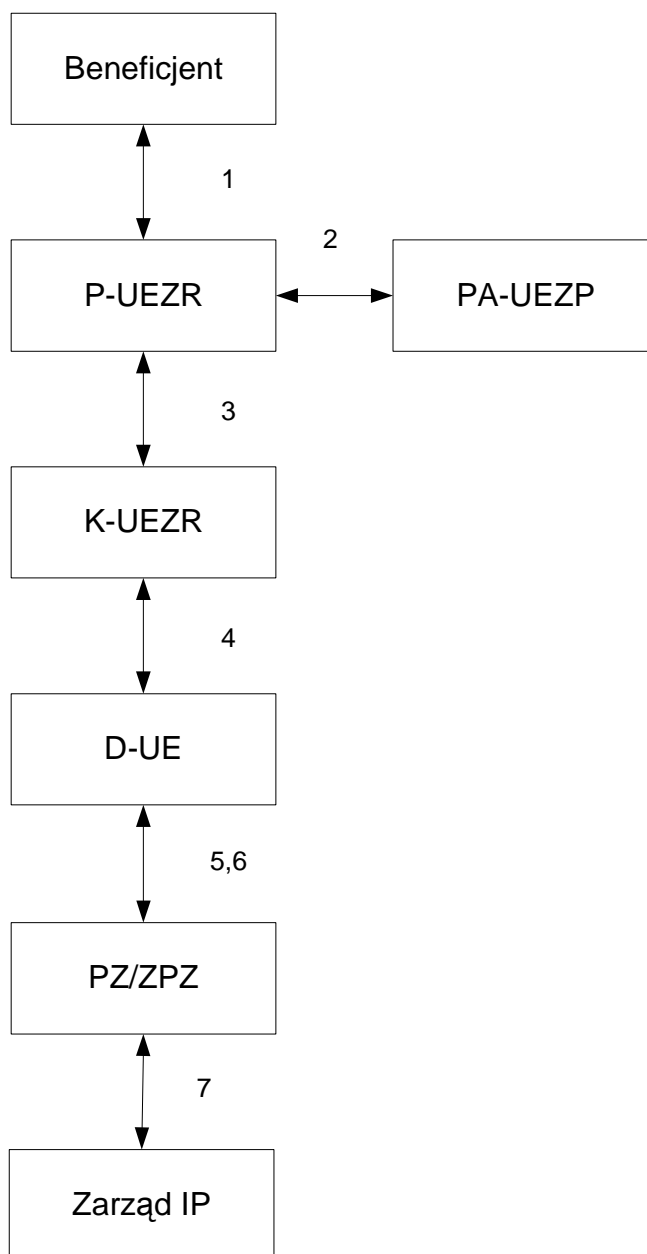 Beneficjent
1
2
P-UEZR
PA-UEZP
3
K-UEZR
4
D-UE
5,6
PZ/ZPZ
7
Zarząd IP